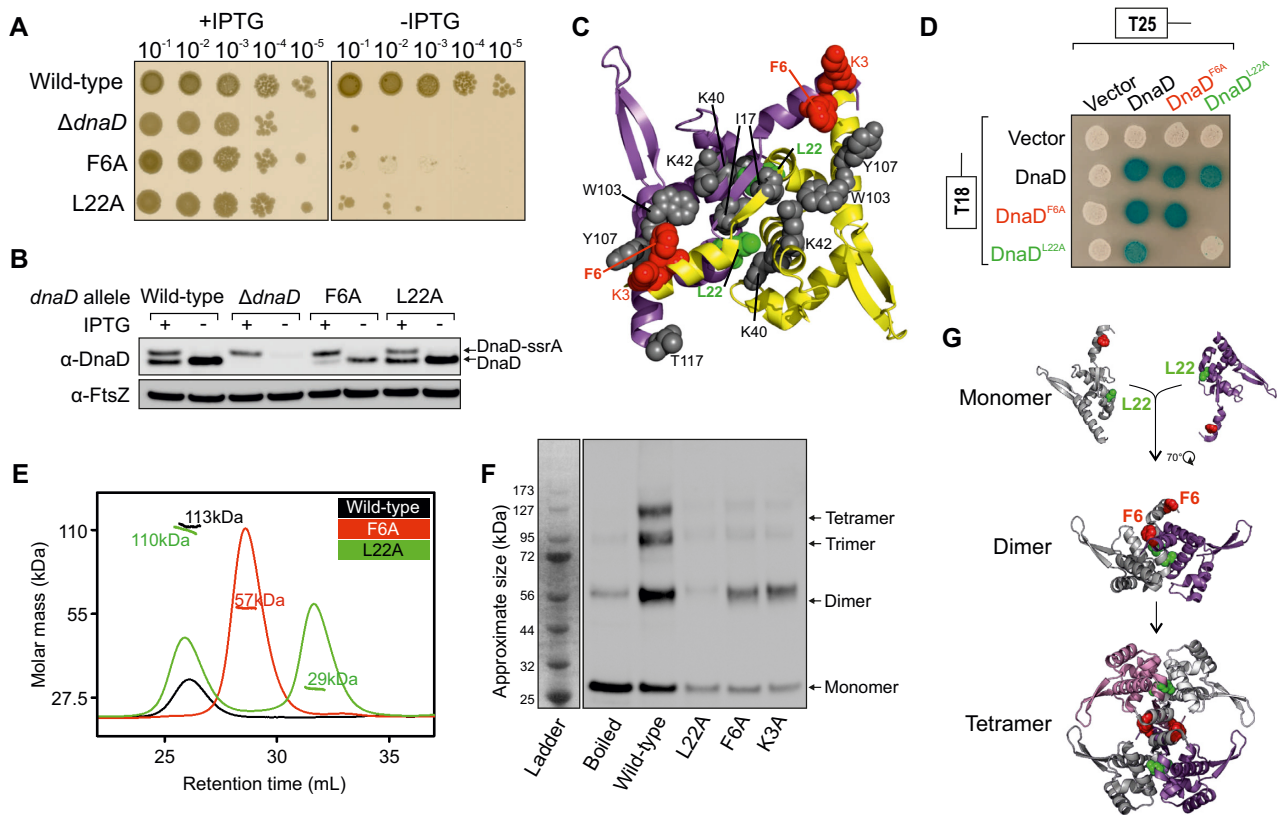 A
+IPTG -IPTG
10-1 10-2 10-3 10-4 10-5 10-1 10-2 10-3 10-4 10-5
Wild-type
ΔdnaD
F6A
L22A
B
dnaD allele Wild-type ΔdnaD F6A L22A
IPTG + - + - + - + -
α-DnaD
DnaD-ssrA
DnaD
α-FtsZ
C
F6
K3
K40
I17
K42
L22
Y107
W103
W103
Y107
F6
K3
L22
K42
K40
T117
D
T25
Vector
DnaD
DnaDF6A
DnaDL22A
T18
Vector
DnaD
DnaDF6A
DnaDL22A
E
Molar mass (kDa)
110
55
27.5
113kDa
110kDa
57kDa
29kDa
Wild-type
F6A
L22A
25 30 35
Retention time (mL)
F
Approximate size (kDa)
173
127
95
72
56
44
32
25
Tetramer
Trimer
Dimer
Monomer
Ladder
Boiled
Wild-type
L22A
F6A
K3A
G
Monomer
L22
L22
70°
Dimer
F6
F6
Tetramer